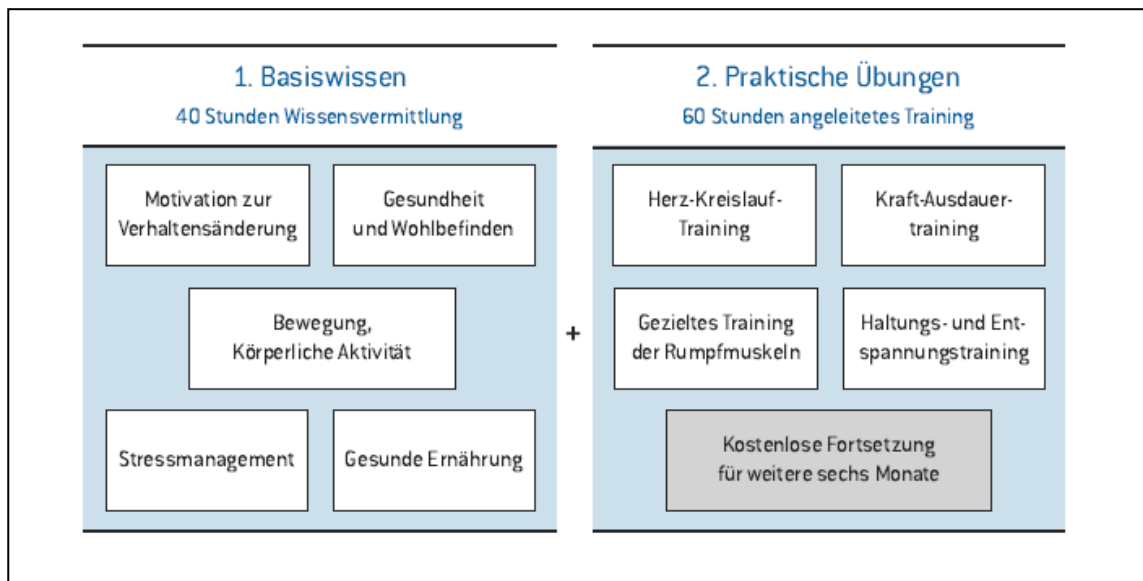 1. Basiswissen
40 Stunden Wissensvermittlung
Motivation zur
Verhaltensänderung
Gesundheit
und Wohlbefinden
Bewegung,
Körperliche Aktivität
Stressmanagement
Gesunde Ernährung
+
2. Praktische Übungen
60 Stunden angeleitetes Training
Herz-Kreislauf-
Training
Kraft-Ausdauer-
training
Gezieltes Training
der Rumpfmuskeln
Haltungs- und Ent-
spannungstraining
Kostenlose Fortsetzung
für weitere sechs Monate